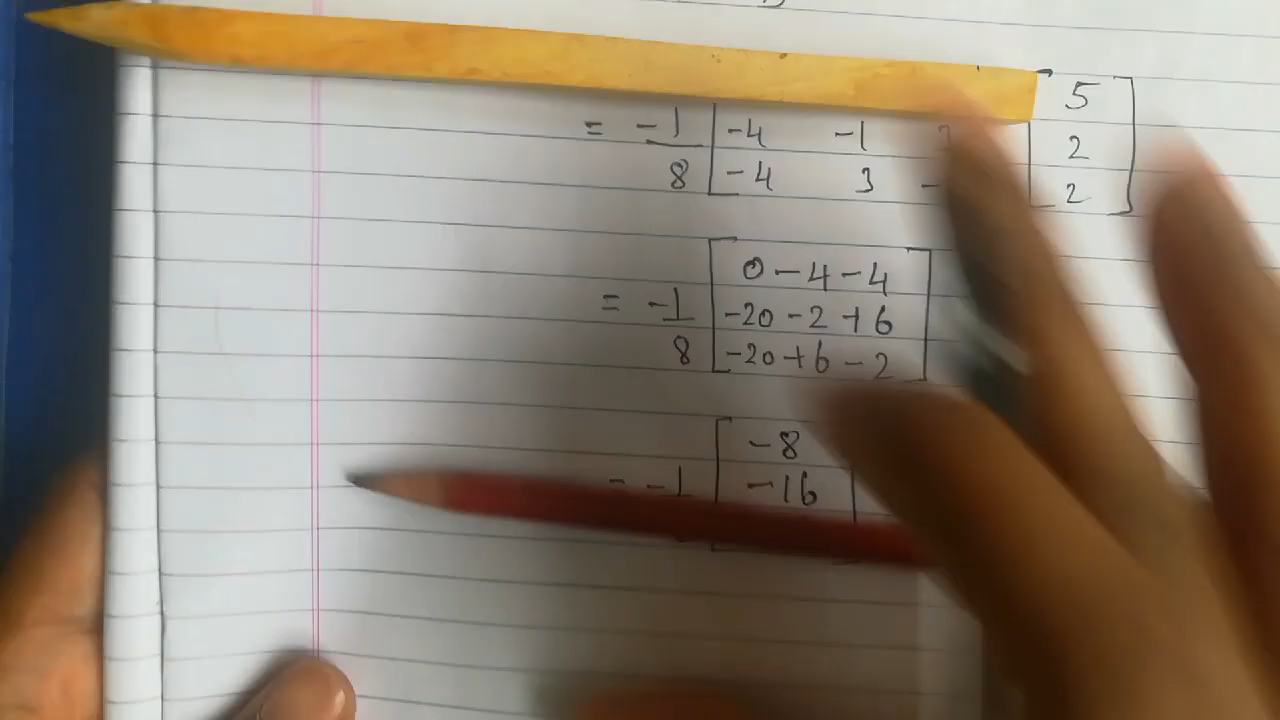 5
= -1 -4 -1 2
8 -4 3 - 2
0 - 4 - 4
= -1 -20 - 2 + 6
8 -20 + 6 - 2
-8
= -1 -16